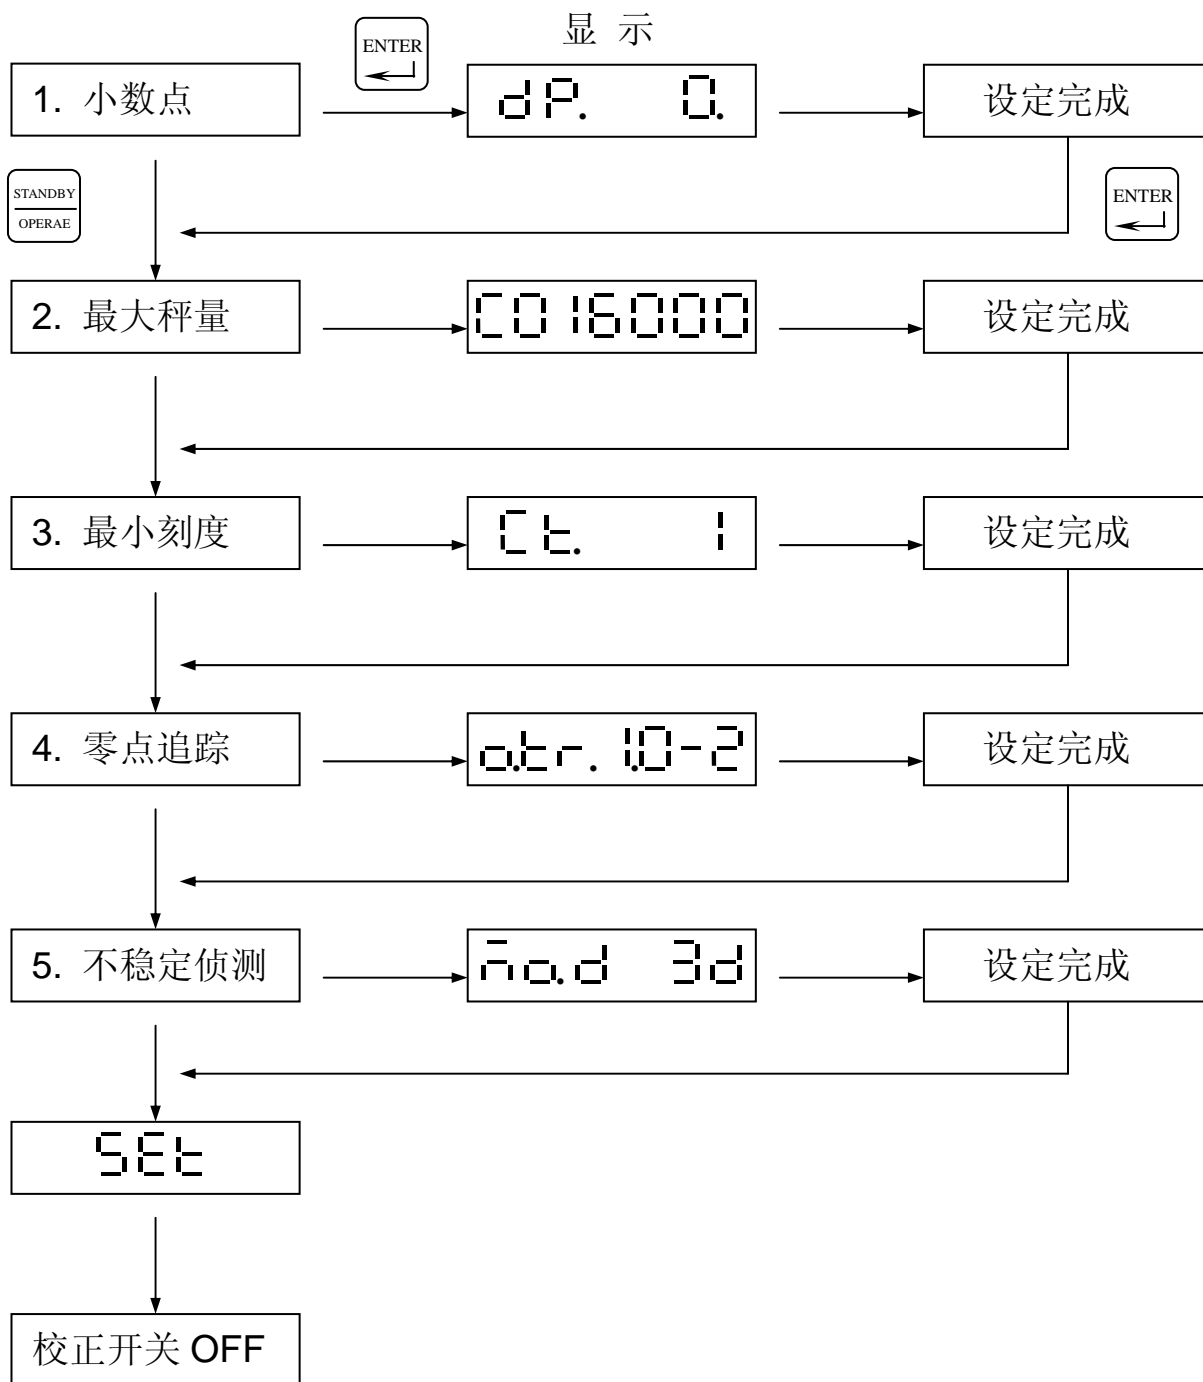 显 示
ENTER
1. 小数点
dP. 0.
设定完成
STANDBY
OPERAE
ENTER
2. 最大秤量
C016000
设定完成
3. 最小刻度
Ct. 1
设定完成
4. 零点追踪
o.tr. 1.0-2
设定完成
5. 不稳定侦测
n̄o.d 3d
设定完成
SEt
校正开关 OFF